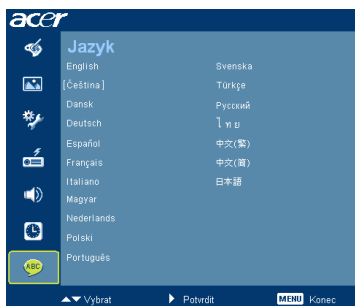 acer
Jazyk
English
[Čeština]
Dansk
Deutsch
Español
Français
Italiano
Magyar
Nederlands
Polski
Português
Svenska
Türkçe
Русский
ไทย
中文(繁)
中文(简)
日本語
ABC
▲▼ Vybrat ▶ Potvrdit MENU Konec